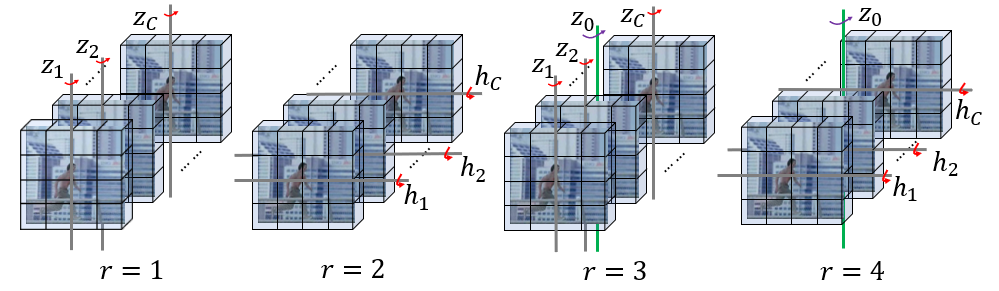 z_1 z_2 z_C
r = 1
h_C
h_2
h_1
r = 2
z_1 z_2 z_0 z_C
r = 3
z_0
h_C
h_2
h_1
r = 4